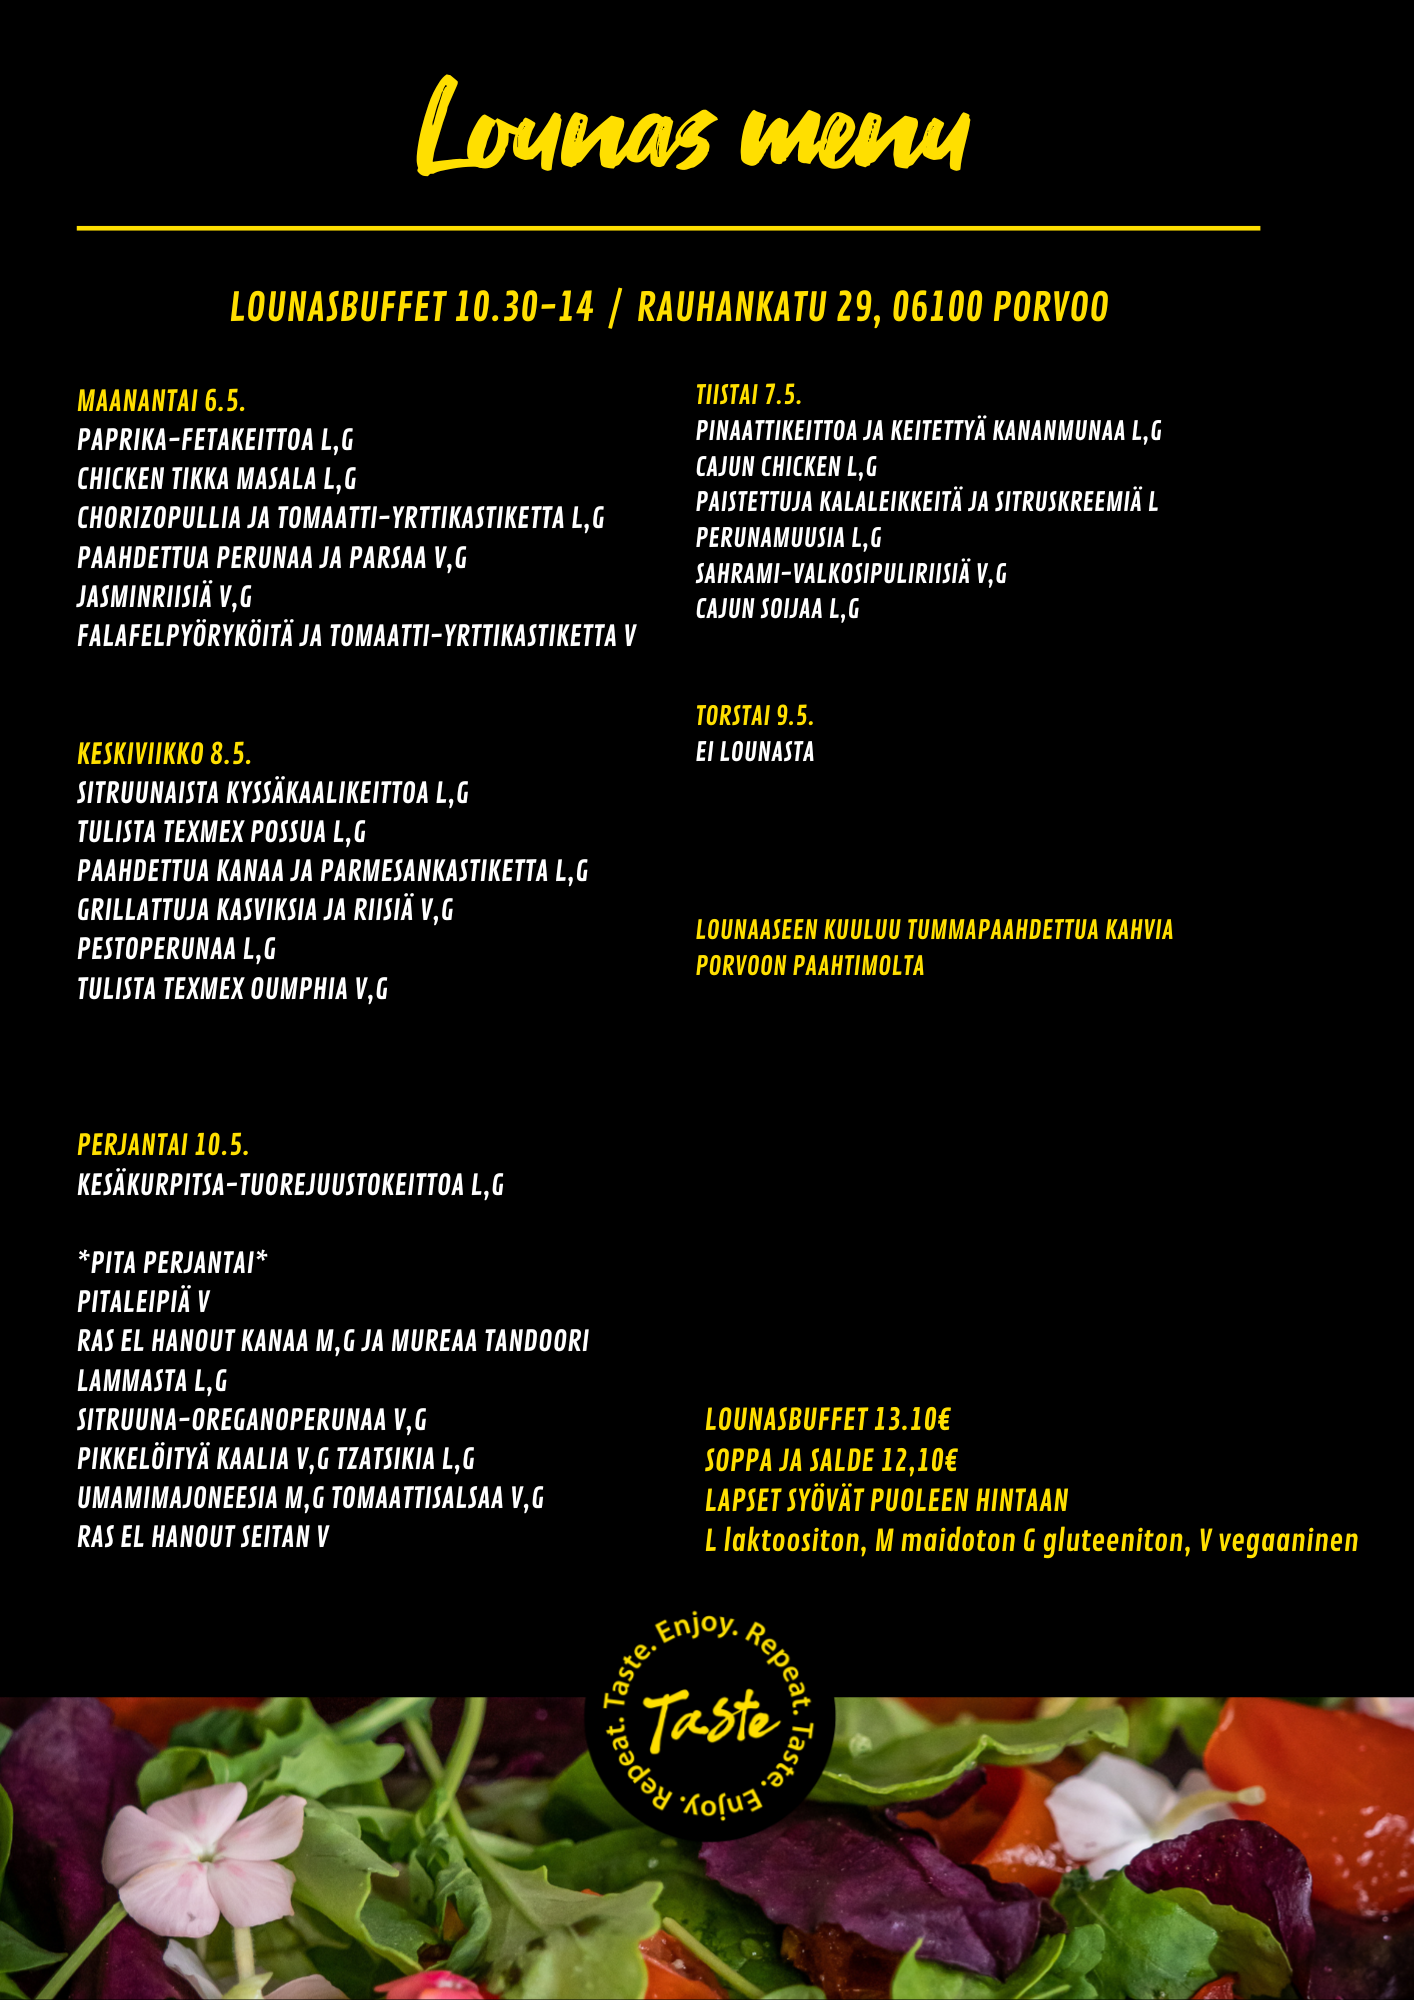 Lounas menu
LOUNASBUFFET 10.30-14 / RAUHANKATU 29, 06100 PORVOO
MAANANTAI 6.5.
PAPRIKA-FETAKEITTOA L,G
CHICKEN TIKKA MASALA L,G
CHORIZOPULLIA JA TOMAATTI-YRTTIKASTIKETTA L,G
PAAHDETTUA PERUNAA JA PARSAA V,G
JASMINRIISIÄ V,G
FALAFELPYÖRYKÖITÄ JA TOMAATTI-YRTTIKASTIKETTA V
TIISTAI 7.5.
PINAATTIKEITTOA JA KEITETTYÄ KANANMUNAA L,G
CAJUN CHICKEN L,G
PAISTETTUJA KALALEIKKEITÄ JA SITRUSKREEMIÄ L
PERUNAMUUSIA L,G
SAHRAMI-VALKOSIPULIRIISIÄ V,G
CAJUN SOIJAA L,G
KESKIVIIKKO 8.5.
SITRUUNAISTA KYSSÄKAALIKEITTOA L,G
TULISTA TEXMEX POSSUA L,G
PAAHDETTUA KANAA JA PARMESANKASTIKETTA L,G
GRILLATTUJA KASVIKSIA JA RIISIÄ V,G
PESTOPERUNAA L,G
TULISTA TEXMEX OUMPHIA V,G
TORSTAI 9.5.
EI LOUNASTA
LOUNAASEEN KUULUU TUMMAPAAHDETTUA KAHVIA
PORVOON PAAHTIMOLTA
PERJANTAI 10.5.
KESÄKURPITSA-TUOREJUUSTOKEITTOA L,G
*PITA PERJANTAI*
PITALEIPIÄ V
RAS EL HANOUT KANAA M,G JA MUREAA TANDOORI
LAMMASTA L,G
SITRUUNA-OREGANOPERUNAA V,G
PIKKELÖITYÄ KAALIA V,G TZATSIKIA L,G
UMAMIMAJONEESIA M,G TOMAATTISALSAA V,G
RAS EL HANOUT SEITAN V
LOUNASBUFFET 13.10€
SOPPA JA SALDE 12,10€
LAPSET SYÖVÄT PUOLEEN HINTAAN
L laktoositon, M maidoton G gluteeniton, V vegaaninen
Taste. Enjoy. Repeat. Taste. Enjoy. Repeat.
Taste